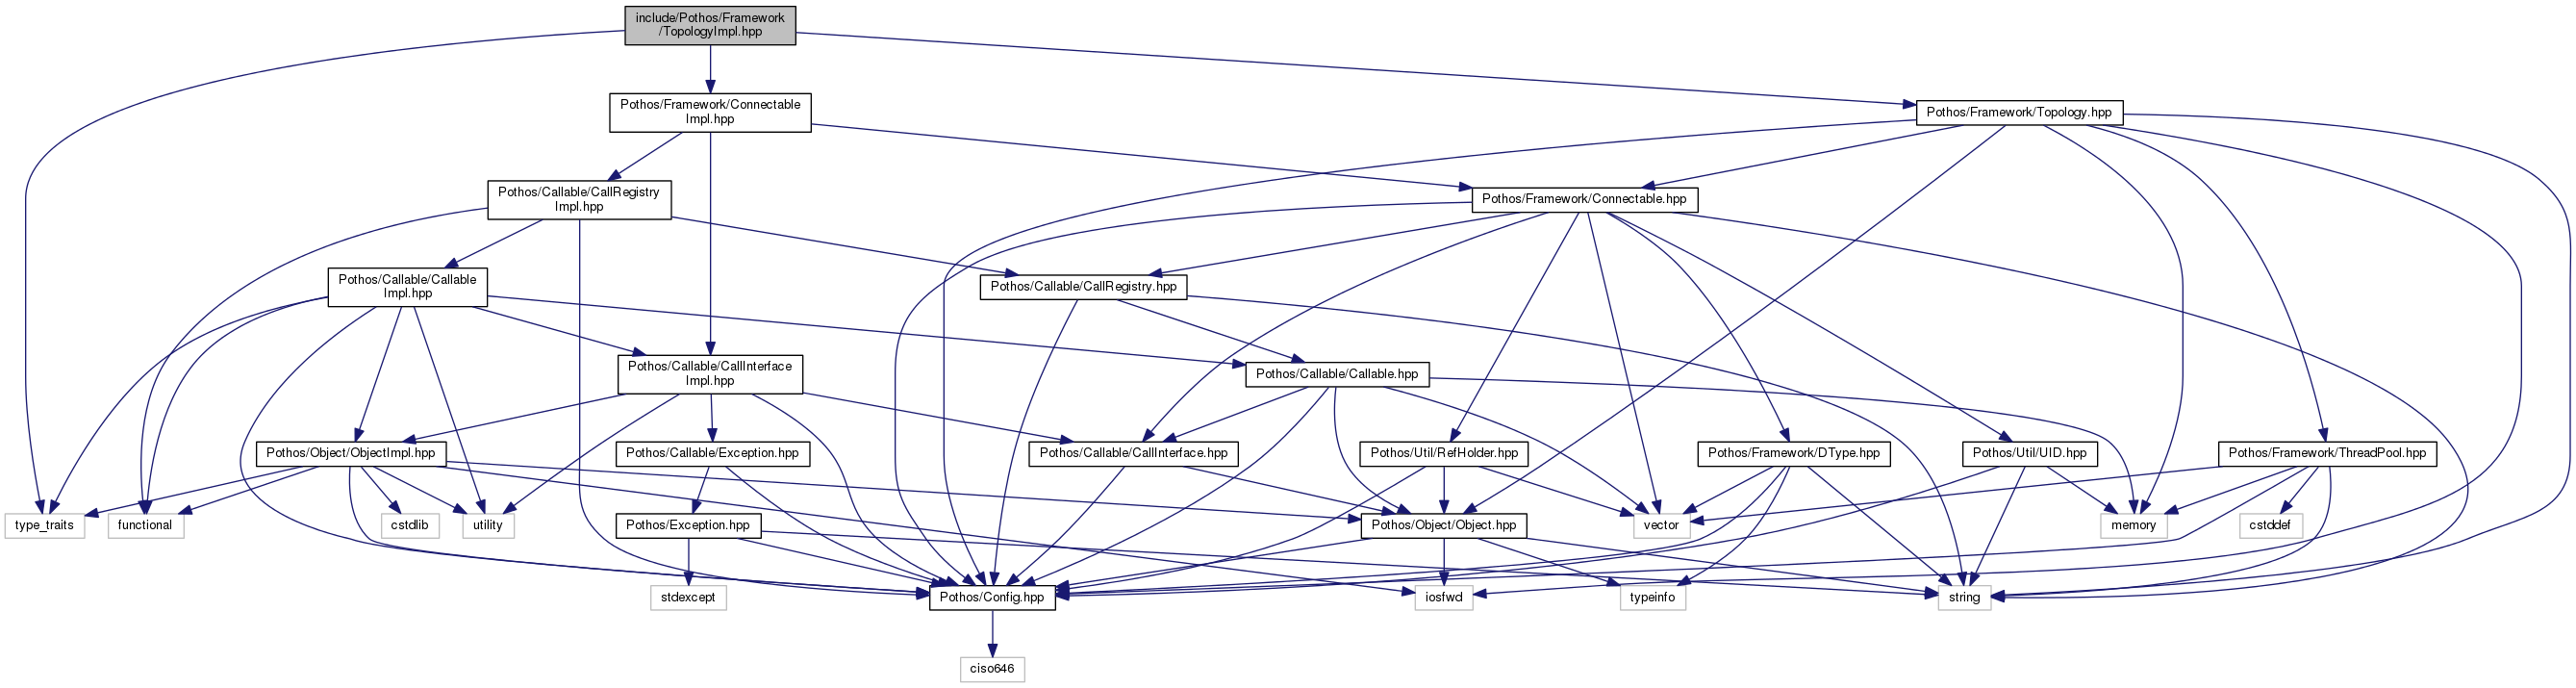 include/Pothos/Framework
/TopologyImpl.hpp
Pothos/Framework/Connectable
Impl.hpp
Pothos/Framework/Topology.hpp
Pothos/Callable/CallRegistry
Impl.hpp
Pothos/Framework/Connectable.hpp
Pothos/Callable/Callable
Impl.hpp
Pothos/Callable/CallRegistry.hpp
Pothos/Callable/CallInterface
Impl.hpp
Pothos/Callable/Callable.hpp
Pothos/Object/ObjectImpl.hpp
Pothos/Callable/Exception.hpp
Pothos/Callable/CallInterface.hpp
Pothos/Util/RefHolder.hpp
Pothos/Framework/DType.hpp
Pothos/Util/UID.hpp
Pothos/Framework/ThreadPool.hpp
type_traits
functional
cstdlib
utility
Pothos/Exception.hpp
Pothos/Object/Object.hpp
vector
memory
cstddef
stdexcept
Pothos/Config.hpp
iosfwd
typeinfo
string
ciso646